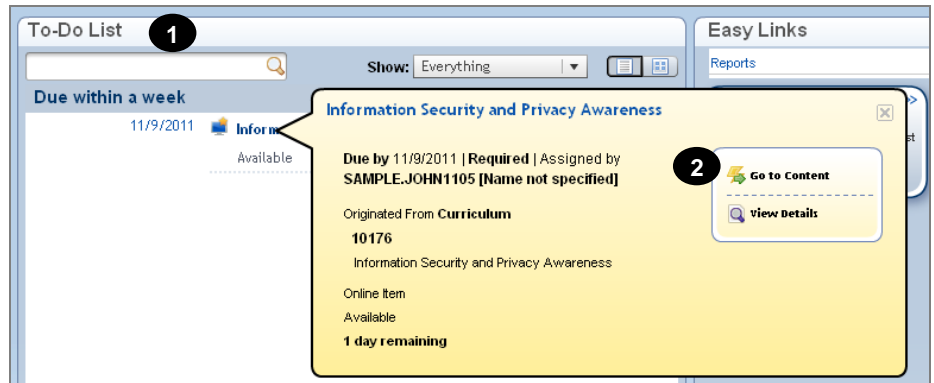 To-Do List
1
Easy Links
Show: Everything
Reports
Due within a week
>>
11/9/2011
Inform
Available
Information Security and Privacy Awareness
Due by 11/9/2011 | Required | Assigned by
SAMPLE.JOHN1105 [Name not specified]
Originated From Curriculum
10176
Information Security and Privacy Awareness
Online Item
Available
1 day remaining
2
Go to Content
View Details
st